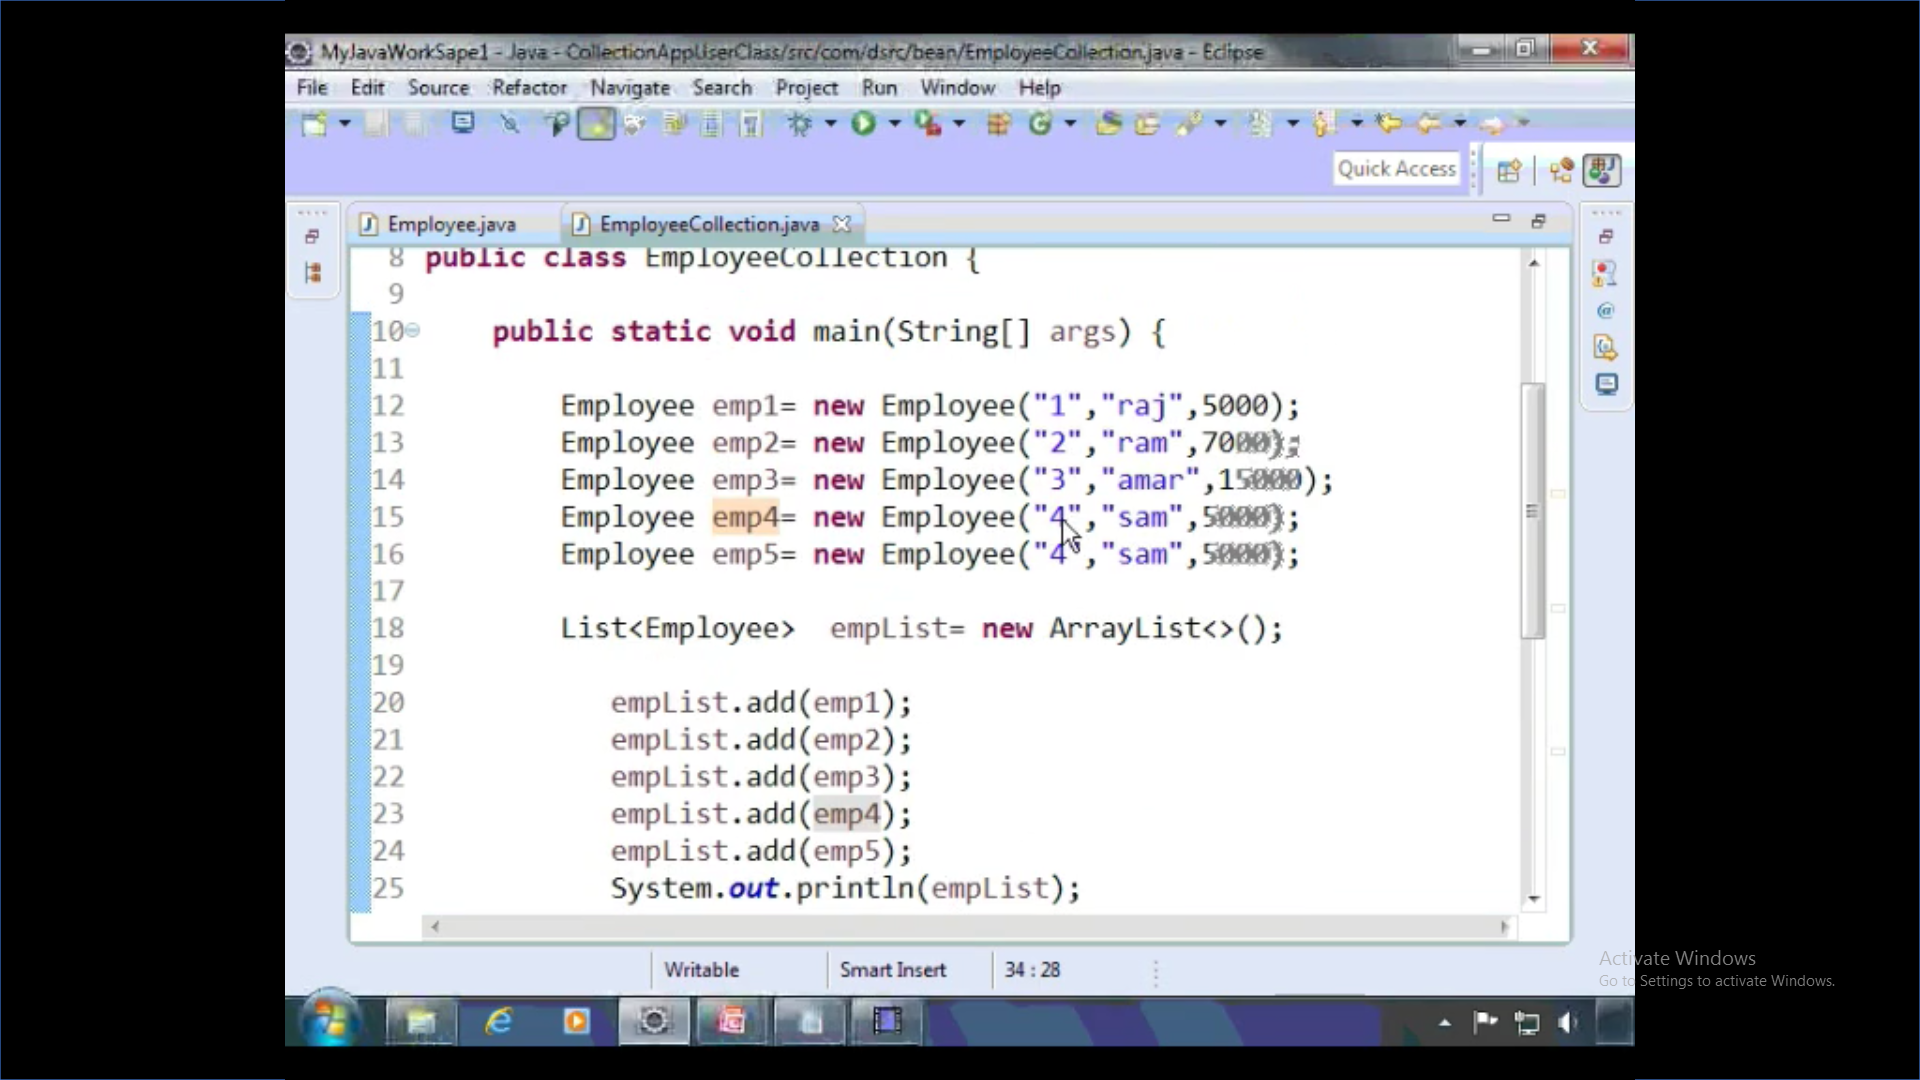 MyJavaWorkSape1 - Java - CollectionAppUserClass/src/com/dsrc/bean/EmployeeCollection.java - Eclipse
File Edit Source Refactor Navigate Search Project Run Window Help
Quick Access
Employee.java EmployeeCollection.java
8 public class EmployeeCollection {
9
10 public static void main(String[] args) {
11
12 Employee emp1= new Employee("1","raj",5000);
13 Employee emp2= new Employee("2","ram",7000);
14 Employee emp3= new Employee("3","amar",15000);
15 Employee emp4= new Employee("4","sam",5000);
16 Employee emp5= new Employee("4","sam",5000);
17
18 List<Employee> empList= new ArrayList<>();
19
20 empList.add(emp1);
21 empList.add(emp2);
22 empList.add(emp3);
23 empList.add(emp4);
24 empList.add(emp5);
25 System.out.println(empList);
Writable Smart Insert 34 : 28
Activate Windows
Go to Settings to activate Windows.